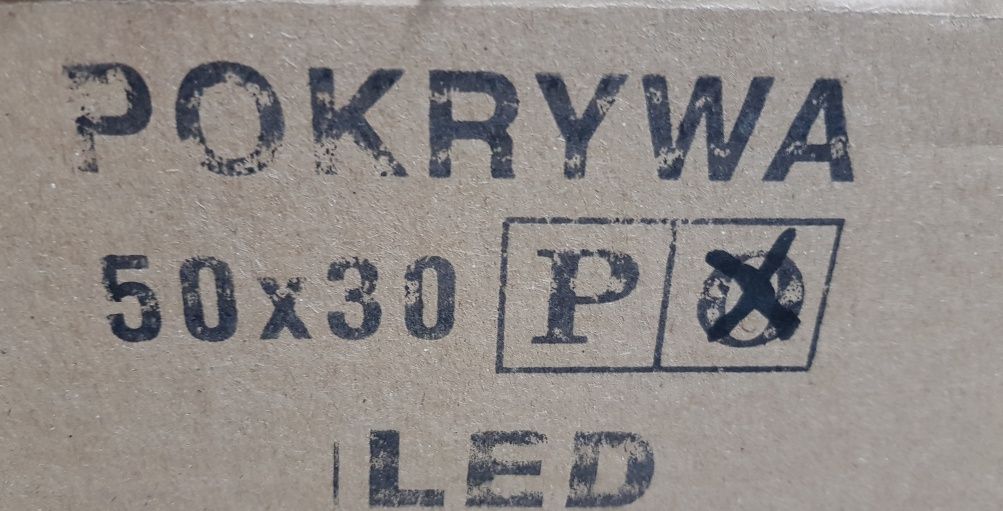 POKRYWA
50x30 P O
LED